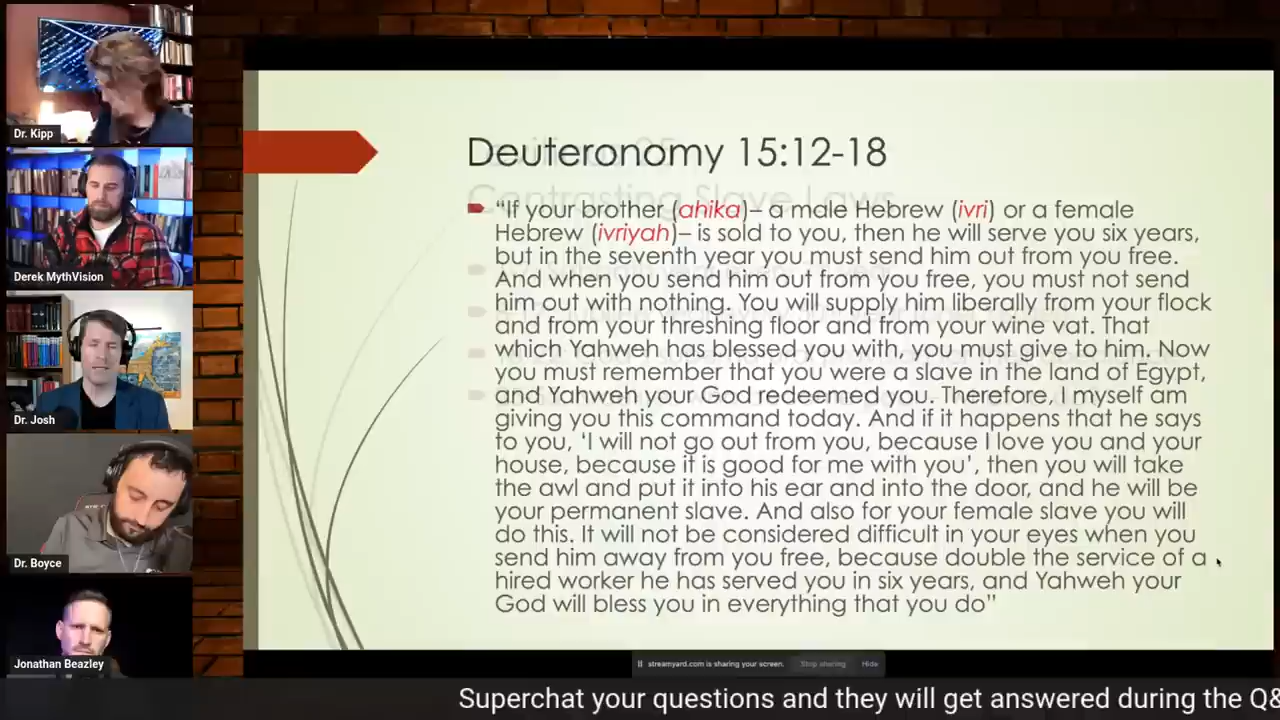 Dr. Kipp
Derek MythVision
Dr. Josh
Dr. Boyce
Jonathan Beazley
Deuteronomy 15:12-18
Contrasting Slave Laws
“If your brother (ahika)– a male Hebrew (ivri) or a female
Hebrew (ivriyah)– is sold to you, then he will serve you six years,
but in the seventh year you must send him out from you free.
And when you send him out from you free, you must not send
him out with nothing. You will supply him liberally from your flock
and from your threshing floor and from your wine vat. That
which Yahweh has blessed you with, you must give to him. Now
you must remember that you were a slave in the land of Egypt,
and Yahweh your God redeemed you. Therefore, I myself am
giving you this command today. And if it happens that he says
to you, ‘I will not go out from you, because I love you and your
house, because it is good for me with you’, then you will take
the awl and put it into his ear and into the door, and he will be
your permanent slave. And also for your female slave you will
do this. It will not be considered difficult in your eyes when you
send him away from you free, because double the service of a
hired worker he has served you in six years, and Yahweh your
God will bless you in everything that you do”
streamyard.com is sharing your screen. Stop sharing Hide
Superchat your questions and they will get answered during the Q&